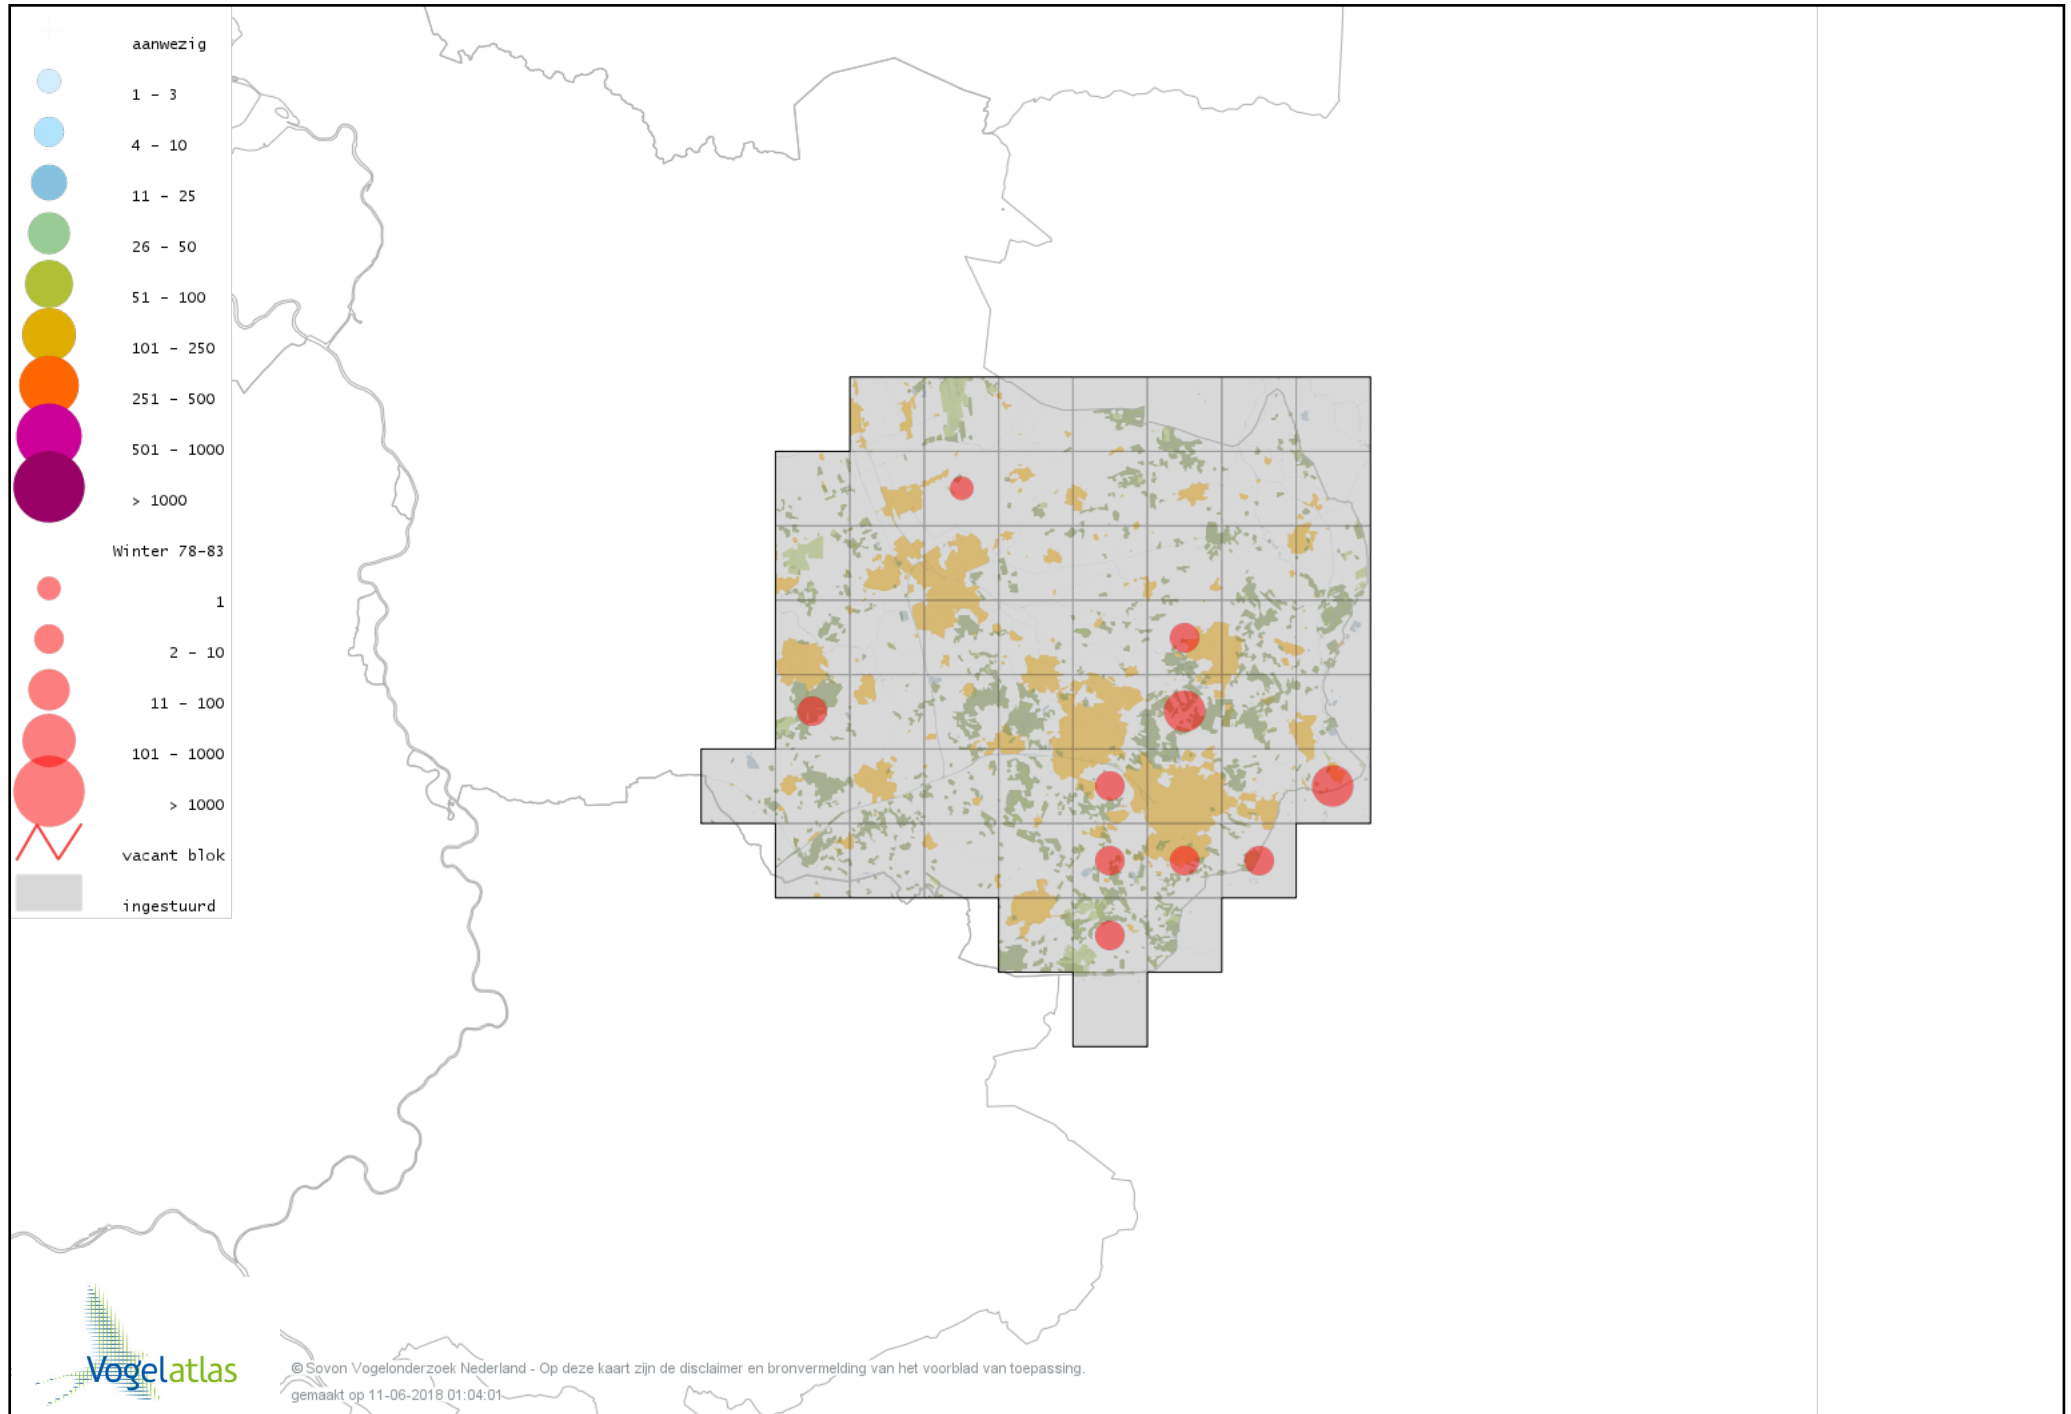 aanwezig
1 - 3
4 - 10
11 - 25
26 - 50
51 - 100
101 - 250
251 - 500
501 - 1000
> 1000
Winter 78-83
1
2 - 10
11 - 100
101 - 1000
> 1000
vacant blok
ingestuurd
Vogelatlas
© Sovon Vogelonderzoek Nederland - Op deze kaart zijn de disclaimer en bronvermelding van het voorblad van toepassing.
gemaakt op 11-06-2018 01:04:01